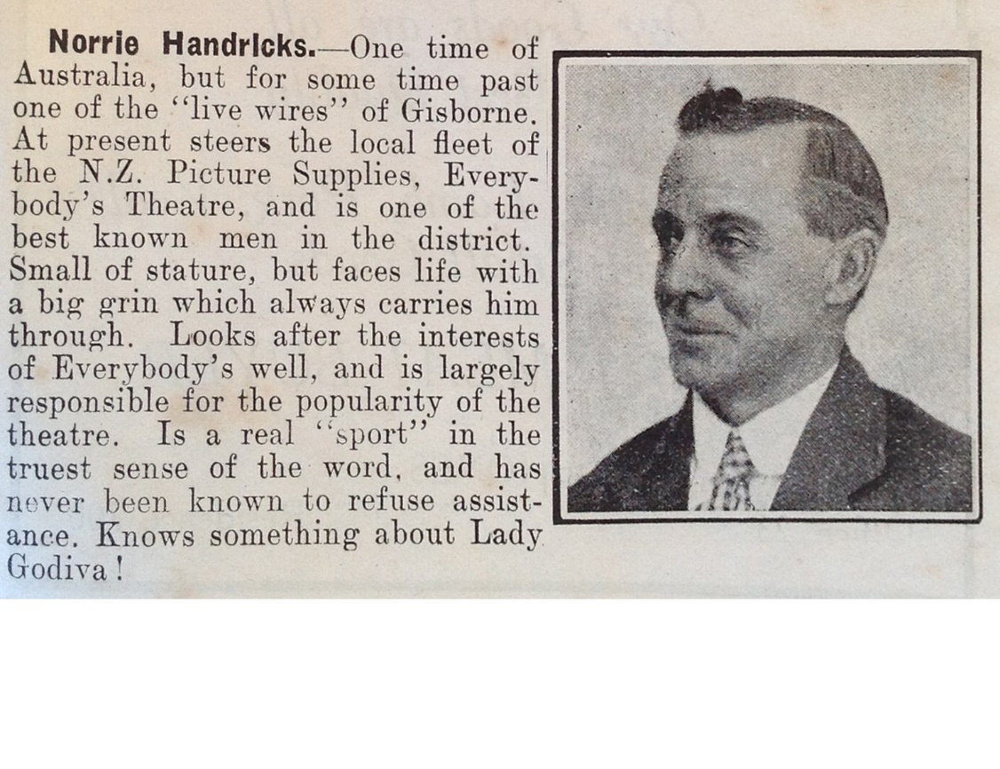 Norrie Handricks.—One time of
Australia, but for some time past
one of the "live wires" of Gisborne.
At present steers the local fleet of
the N.Z. Picture Supplies, Every-
body's Theatre, and is one of the
best known men in the district.
Small of stature, but faces life with
a big grin which always carries him
through. Looks after the interests
of Everybody's well, and is largely
responsible for the popularity of the
theatre. Is a real "sport" in the
truest sense of the word, and has
never been known to refuse assist-
ance. Knows something about Lady
Godiva!